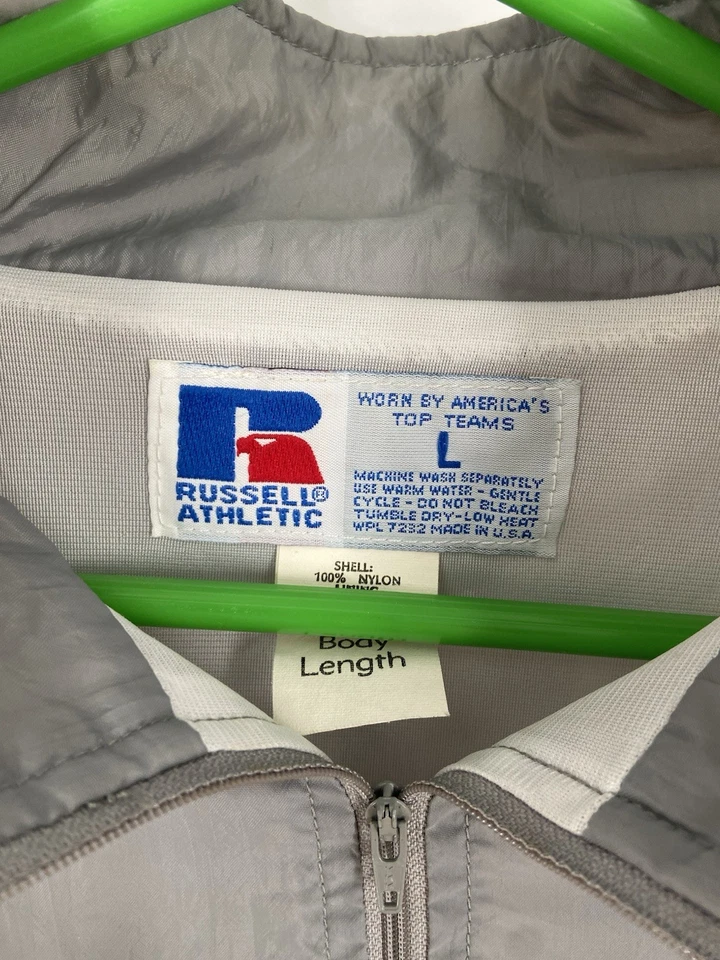 RUSSELL®
ATHLETIC
WORN BY AMERICA'S
TOP TEAMS
L
MACHINE WASH SEPARATELY
USE WARM WATER - GENTLE
CYCLE - DO NOT BLEACH
TUMBLE DRY-LOW HEAT
WPL 7232 MADE IN U.S.A.
SHELL:
100% NYLON
Body
Length